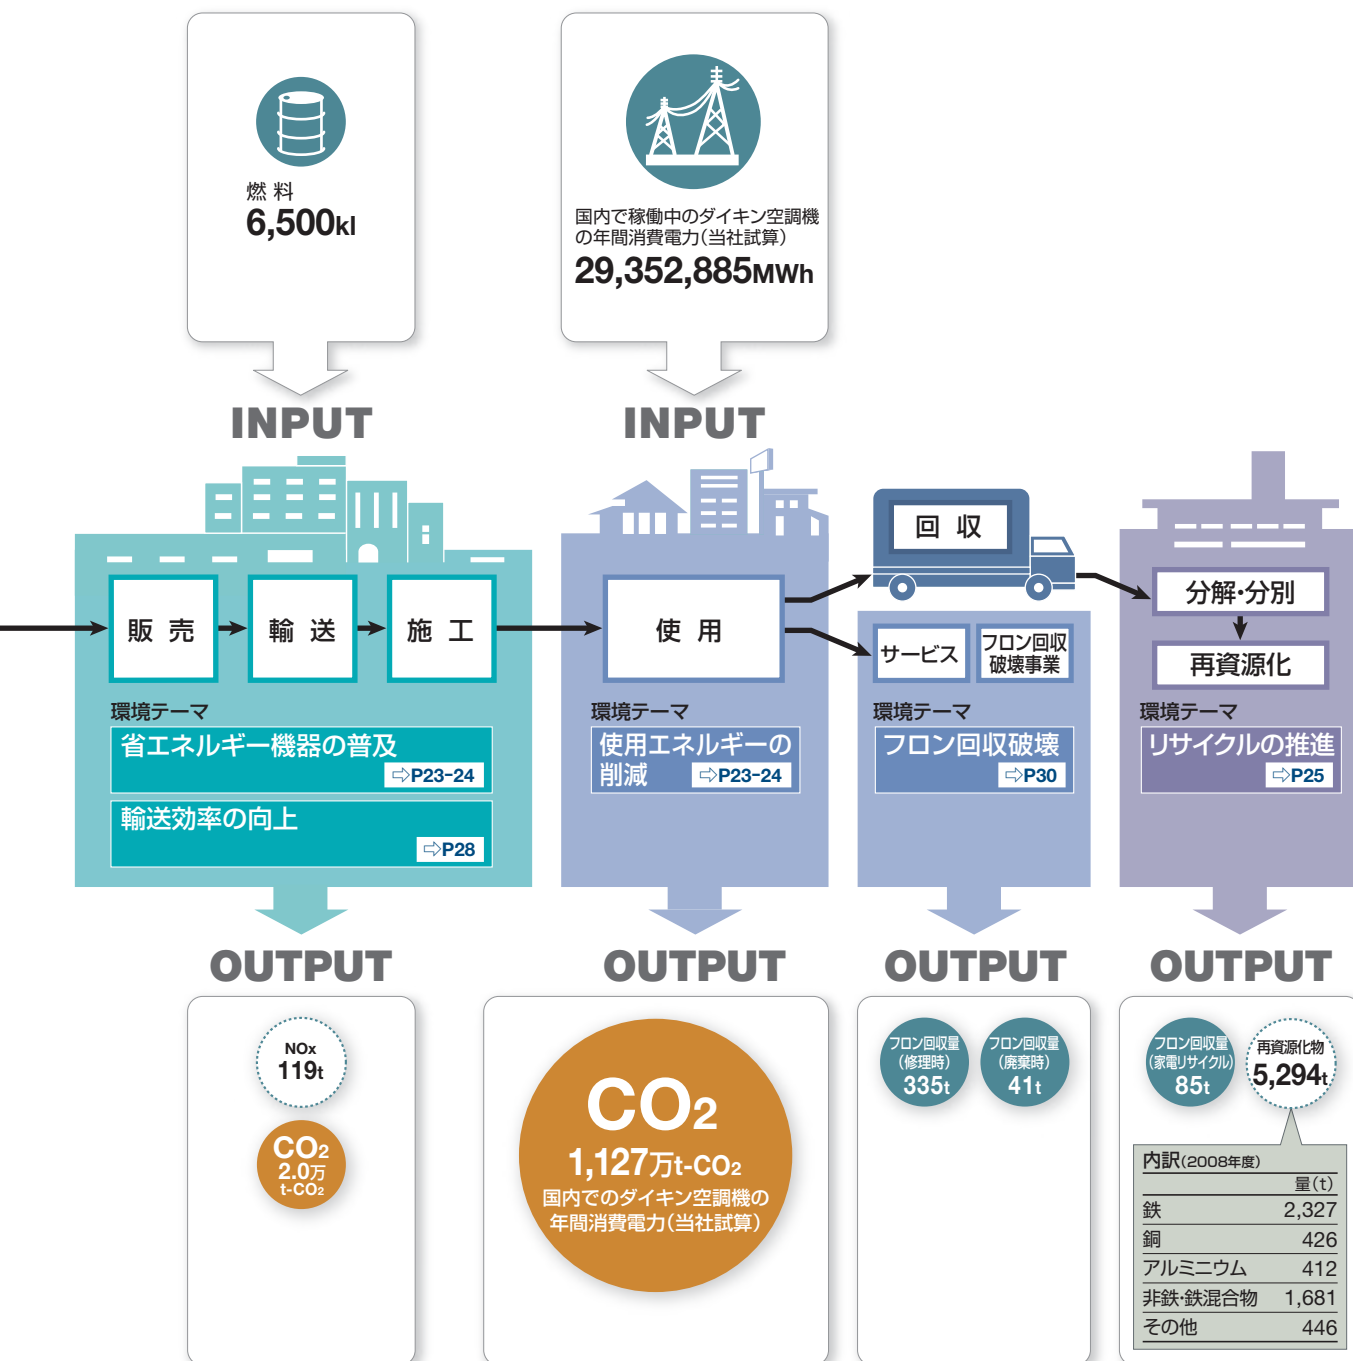 燃 料
6,500kl
国内で稼働中のダイキン空調機
の年間消費電力(当社試算)
29,352,885MWh
INPUT
INPUT
販 売
輸 送
施 工
使 用
回 収
サービス
フロン回収
破壊事業
分解・分別
再資源化
環境テーマ
省エネルギー機器の普及
⇨P23-24
輸送効率の向上
⇨P28
環境テーマ
使用エネルギーの
削減 ⇨P23-24
環境テーマ
フロン回収破壊
⇨P30
環境テーマ
リサイクルの推進
⇨P25
OUTPUT
OUTPUT
OUTPUT
OUTPUT
NOx
119t
CO2
2.0万
t-CO2
CO2
1,127万t-CO2
国内でのダイキン空調機の
年間消費電力(当社試算)
フロン回収量
(修理時)
335t
フロン回収量
(廃棄時)
41t
フロン回収量
(家電リサイクル)
85t
再資源化物
5,294t
内訳(2008年度)
量(t)
鉄 2,327
銅 426
アルミニウム 412
非鉄・鉄混合物 1,681
その他 446